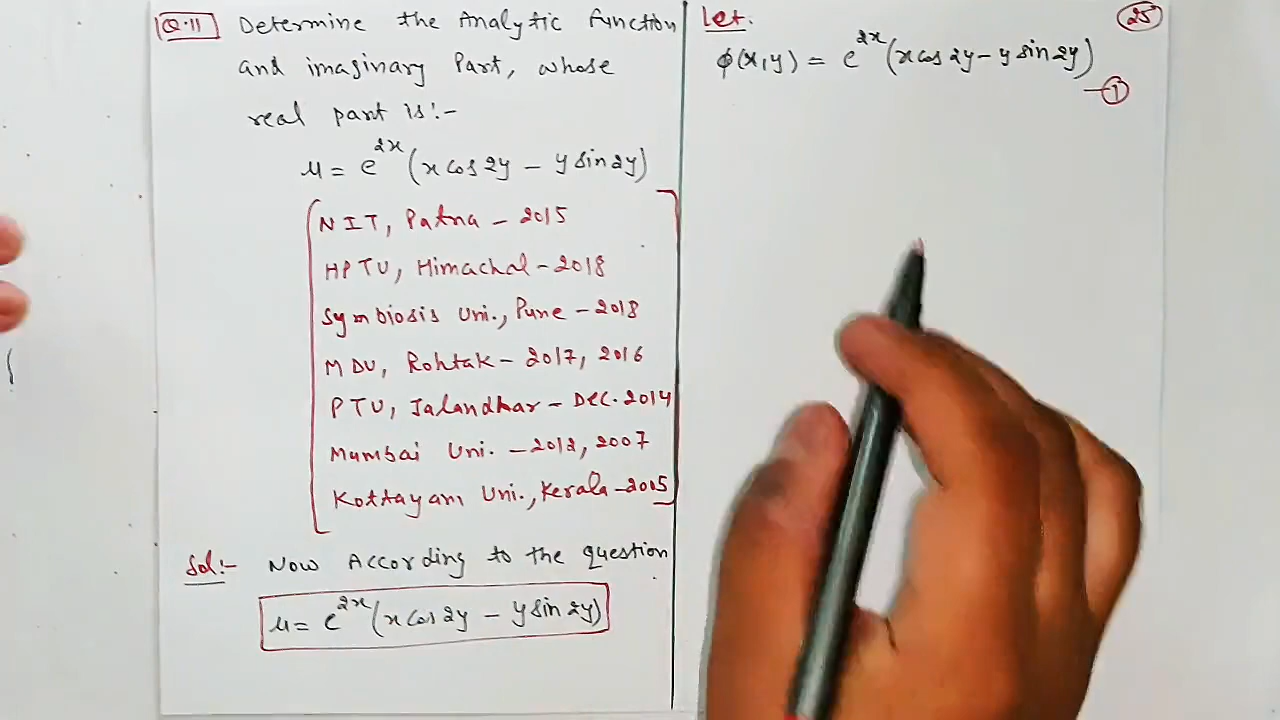 Q.11 Determine the Analytic function
and imaginary Part, whose
real part is:-
u = e^2x (x cos 2y - y sin 2y)
NIT, Patna - 2015
HPTU, Himachal - 2018
Symbiosis Uni., Pune - 2018
MDU, Rohtak - 2017, 2016
PTU, Jalandhar - Dec. 2014
Mumbai Uni. - 2012, 2007
Kottayam Uni., Kerala - 2005
Sol:- Now According to the question
u = e^2x (x cos 2y - y sin 2y)
Let.
25
φ(x,y) = e^2x (x cos 2y - y sin 2y)
-①